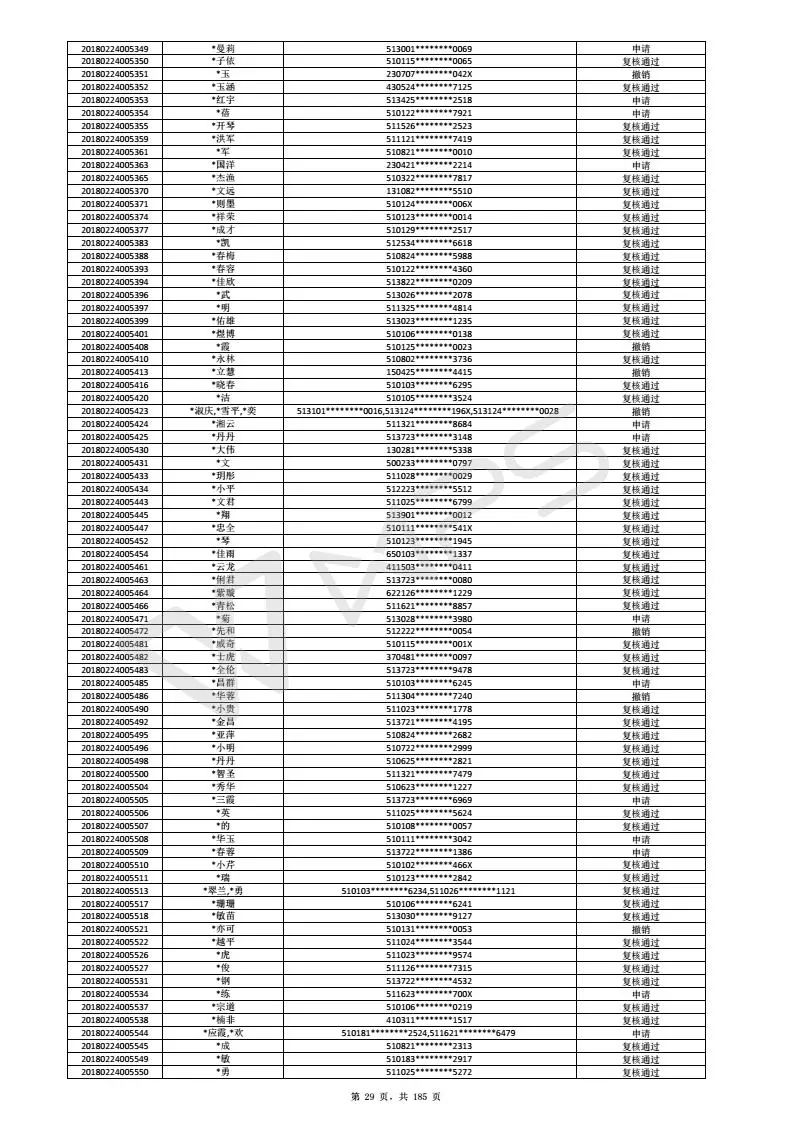 20180224005349 *曼莉 513001********0069 申请
20180224005350 *子依 510115********0065 复核通过
20180224005351 *玉 230707********042X 撤销
20180224005352 *玉涵 430524********7125 复核通过
20180224005353 *红宇 513425********2518 申请
20180224005354 *蓓 510122********7921 申请
20180224005355 *开琴 511526********2523 复核通过
20180224005359 *洪军 511121********7419 复核通过
20180224005361 *军 510821********0010 复核通过
20180224005363 *国洋 230421********2214 申请
20180224005365 *杰渔 510322********7817 复核通过
20180224005370 *文远 131082********5510 复核通过
20180224005371 *则墨 510124********006X 复核通过
20180224005374 *祥荣 510123********0014 复核通过
20180224005377 *成才 510129********2517 复核通过
20180224005383 *凯 512534********6618 复核通过
20180224005388 *春梅 510824********5988 复核通过
20180224005393 *春容 510122********4360 复核通过
20180224005394 *佳欣 513822********0209 复核通过
20180224005396 *武 513026********2078 复核通过
20180224005397 *明 511325********4814 复核通过
20180224005399 *佑雄 513023********1235 复核通过
20180224005401 *煜博 510106********0138 复核通过
20180224005408 *霞 510125********0023 撤销
20180224005410 *永林 510802********3736 复核通过
20180224005413 *立慧 150425********4415 撤销
20180224005416 *晓春 510103********6295 复核通过
20180224005420 *洁 510105********3524 复核通过
20180224005423 *淑庆,*雪平,*奕 513101********0016,513124********196X,513124********0028 撤销
20180224005424 *湘云 511321********8684 申请
20180224005425 *丹丹 513723********3148 申请
20180224005430 *大伟 130281********5338 复核通过
20180224005431 *文 500233********0797 复核通过
20180224005433 *玥彤 511028********0029 复核通过
20180224005434 *小平 512223********5512 复核通过
20180224005443 *文君 511025********6799 复核通过
20180224005445 *翔 513901********0012 复核通过
20180224005447 *忠全 510111********541X 复核通过
20180224005452 *琴 510123********1945 复核通过
20180224005454 *佳雨 650103********1337 复核通过
20180224005461 *云龙 411503********0411 复核通过
20180224005463 *俐君 513723********0080 复核通过
20180224005464 *紫璇 622126********1229 复核通过
20180224005466 *青松 511621********8857 复核通过
20180224005471 *菊 513028********3980 申请
20180224005472 *先和 512222********0054 撤销
20180224005481 *威奇 510115********001X 复核通过
20180224005482 *士虎 370481********0097 复核通过
20180224005483 *全伦 513723********9478 复核通过
20180224005485 *昌群 510103********6245 申请
20180224005486 *华蓉 511304********7240 撤销
20180224005490 *小贵 511023********1778 复核通过
20180224005492 *金昌 513721********4195 复核通过
20180224005495 *亚萍 510824********2682 复核通过
20180224005496 *小明 510722********2999 复核通过
20180224005498 *丹丹 510625********2821 复核通过
20180224005500 *智圣 511321********7479 复核通过
20180224005504 *秀华 510623********1227 复核通过
20180224005505 *三霞 513723********6969 申请
20180224005506 *英 511025********5624 复核通过
20180224005507 *的 510108********0057 复核通过
20180224005508 *华玉 510111********3042 申请
20180224005509 *春蓉 513722********1386 申请
20180224005510 *小芹 510102********466X 复核通过
20180224005511 *瑞 510123********2842 复核通过
20180224005513 *翠兰,*勇 510103********6234,511026********1121 复核通过
20180224005517 *珊珊 510106********6241 复核通过
20180224005518 *敏苗 513030********9127 复核通过
20180224005521 *亦可 510131********0053 撤销
20180224005522 *越平 511024********3544 复核通过
20180224005526 *虎 511023********9574 复核通过
20180224005527 *俊 511126********7315 复核通过
20180224005531 *钢 513722********4532 复核通过
20180224005534 *练 511623********700X 申请
20180224005537 *宗道 510106********0219 复核通过
20180224005538 *楠非 410311********1517 复核通过
20180224005544 *应霞,*欢 510181********2524,511621********6479 申请
20180224005545 *成 510821********2313 复核通过
20180224005549 *敏 510183********2917 复核通过
20180224005550 *勇 511025********5272 复核通过
第 29 页，共 185 页